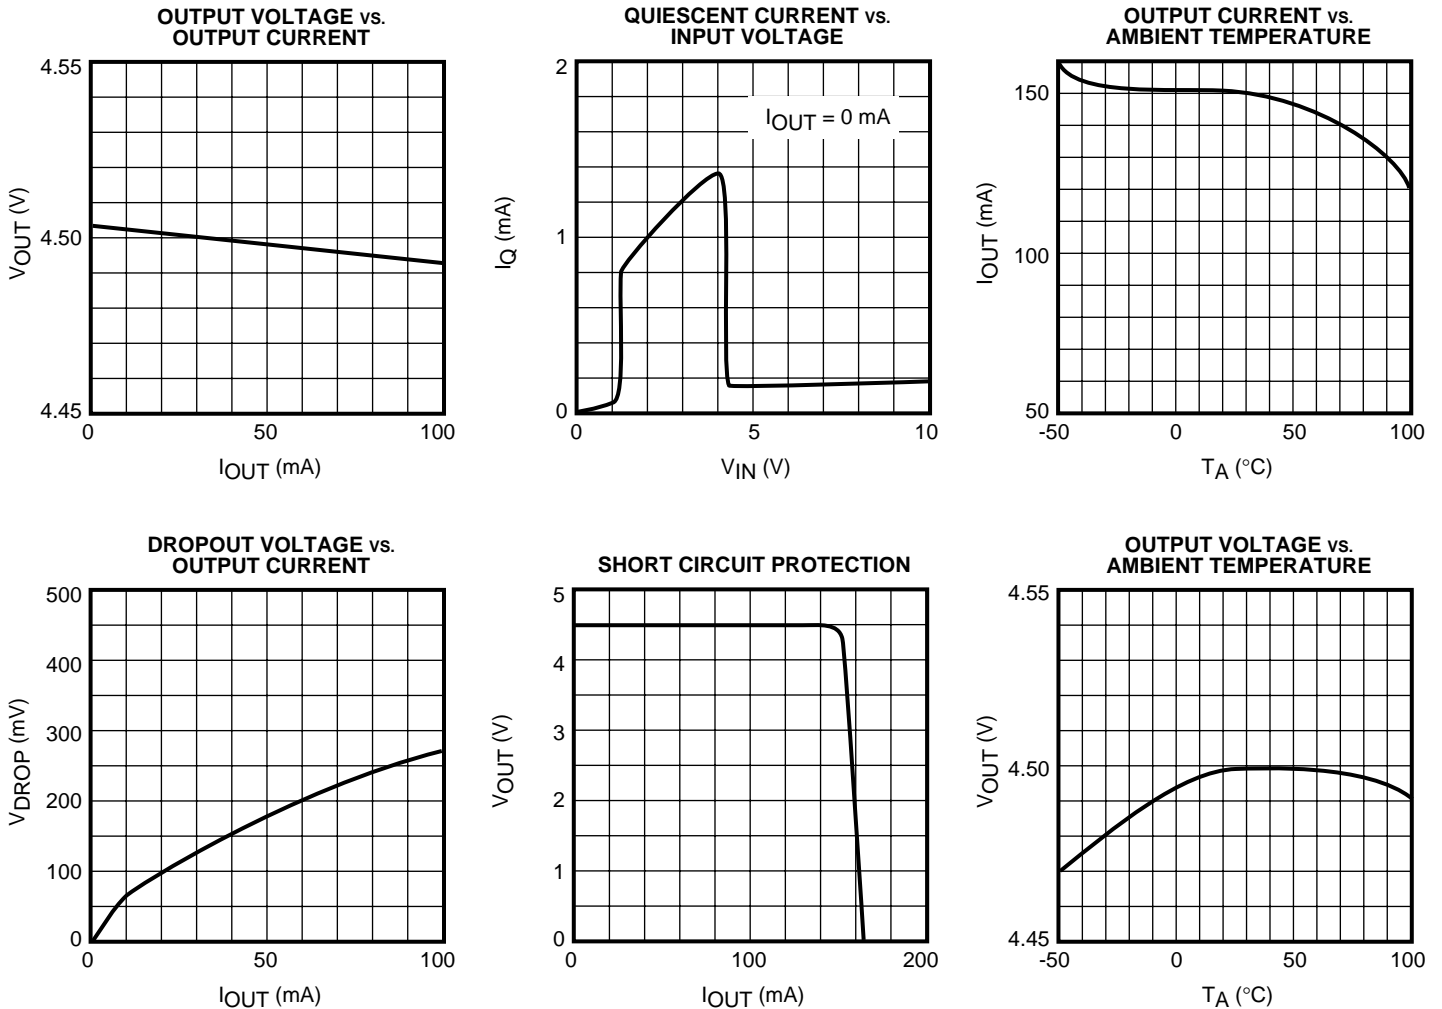 OUTPUT VOLTAGE VS.
OUTPUT CURRENT
4.55
4.50
4.45
VOUT (V)
0
50
100
IOUT (mA)
QUIESCENT CURRENT VS.
INPUT VOLTAGE
2
1
0
IQ (mA)
IOUT = 0 mA
0
5
10
VIN (V)
OUTPUT CURRENT VS.
AMBIENT TEMPERATURE
150
100
50
IOUT (mA)
-50
0
50
100
TA (°C)
DROPOUT VOLTAGE VS.
OUTPUT CURRENT
500
400
300
200
100
0
VDROP (mV)
0
50
100
IOUT (mA)
SHORT CIRCUIT PROTECTION
5
4
3
2
1
0
VOUT (V)
0
100
200
IOUT (mA)
OUTPUT VOLTAGE VS.
AMBIENT TEMPERATURE
4.55
4.50
4.45
VOUT (V)
-50
0
50
100
TA (°C)